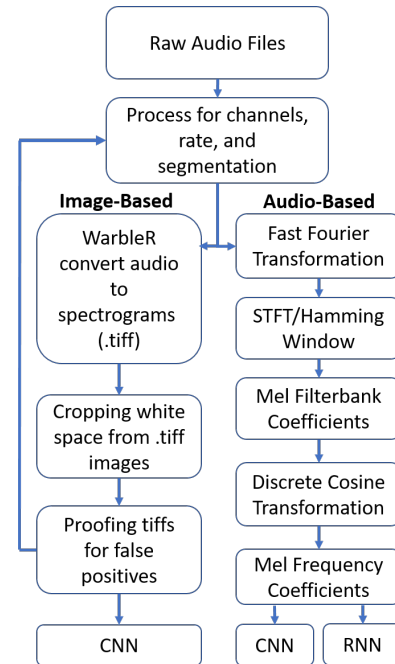 Raw Audio Files
Process for channels,
rate, and
segmentation
Image-Based
WarbleR
convert audio
to
spectrograms
(.tiff)
Cropping white
space from .tiff
images
Proofing tiffs
for false
positives
CNN
Audio-Based
Fast Fourier
Transformation
STFT/Hamming
Window
Mel Filterbank
Coefficients
Discrete Cosine
Transformation
Mel Frequency
Coefficients
CNN
RNN